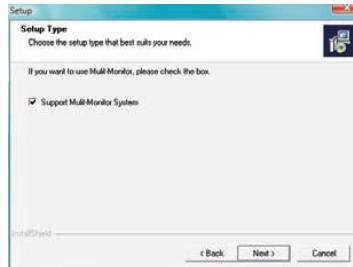 Setup
Setup Type
Choose the setup type that best suits your needs.
If you want to use Mulit-Monitor, please check the box.
Support Mulit-Monitor System
InstallShield
< Back
Next >
Cancel